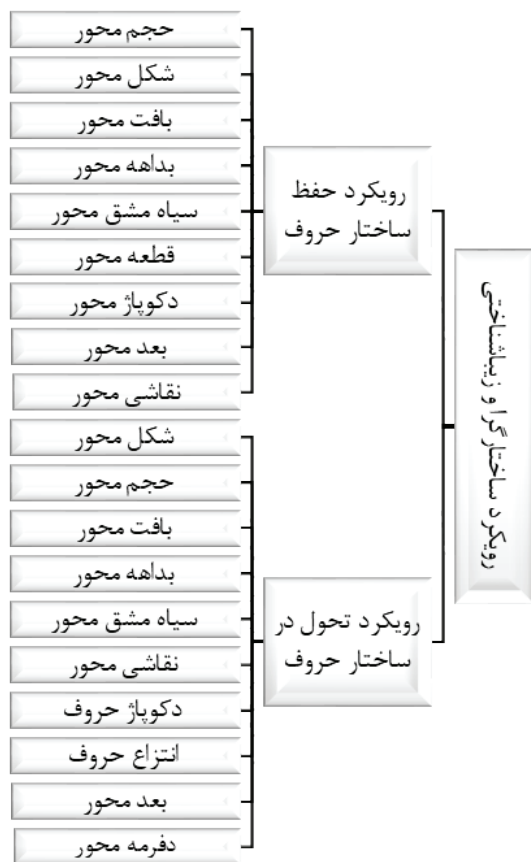 رویکرد ساختارگرا و زیباشناختی
رویکرد حفظ
ساختار حروف
حجم محور
شکل محور
بافت محور
بداهه محور
سیاه مشق محور
قطعه محور
دکوپاژ محور
بعد محور
نقاشی محور
رویکرد تحول در
ساختار حروف
شکل محور
حجم محور
بافت محور
بداهه محور
سیاه مشق محور
نقاشی محور
دکوپاژ حروف
انتزاع حروف
بعد محور
دفرمه محور